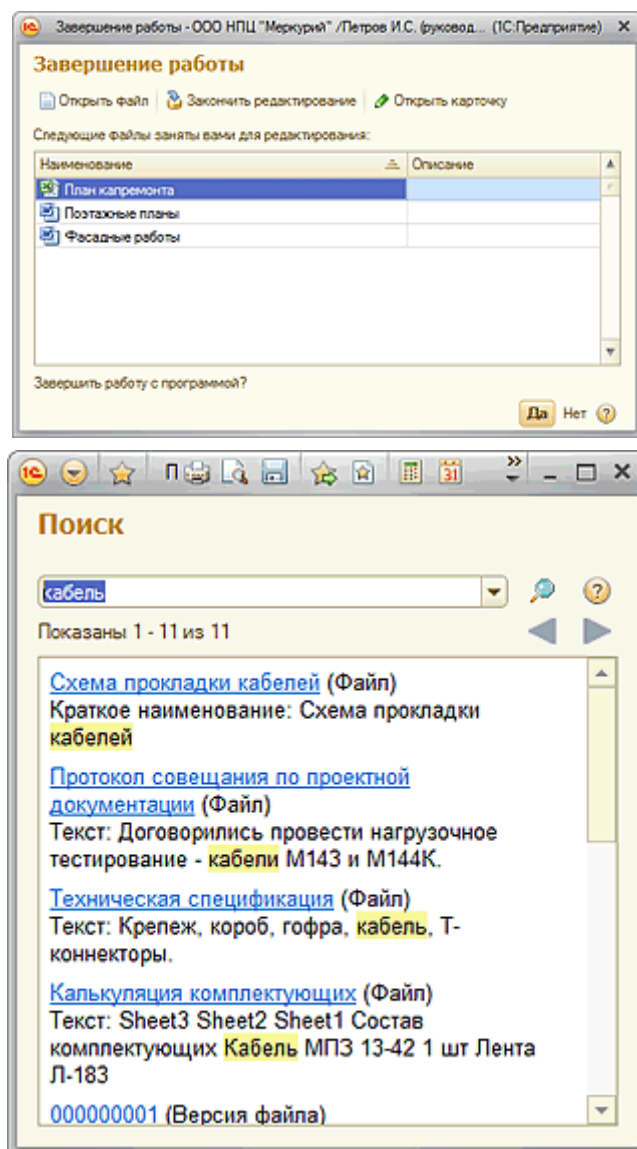 Завершение работы - ООО НПЦ "Меркурий" /Петров И.С. (руковод... (1С:Предприятие)
Завершение работы
Открыть файл Закончить редактирование Открыть карточку
Следующие файлы заняты вами для редактирования:
Наименование Описание
План капремонта
Поэтажные планы
Фасадные работы
Завершить работу с программой?
Да Нет ?
1С П 31
Поиск
кабель
?
Показаны 1 - 11 из 11
Схема прокладки кабелей (Файл)
Краткое наименование: Схема прокладки
кабелей
Протокол совещания по проектной
документации (Файл)
Текст: Договорились провести нагрузочное
тестирование - кабели М143 и М144К.
Техническая спецификация (Файл)
Текст: Крепеж, короб, гофра, кабель, Т-
коннекторы.
Калькуляция комплектующих (Файл)
Текст: Sheet3 Sheet2 Sheet1 Состав
комплектующих Кабель МПЗ 13-42 1 шт Лента
Л-183
000000001 (Версия файла)